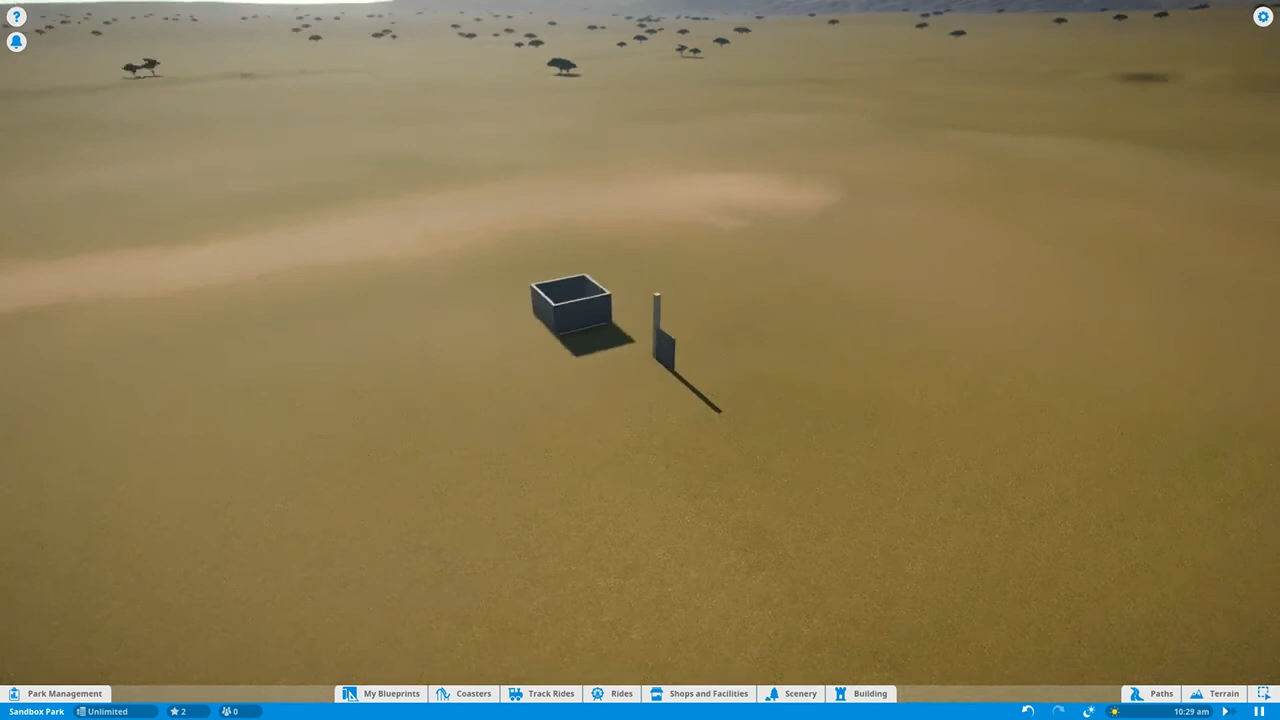 ?
Park Management
My Blueprints
Coasters
Track Rides
Rides
Shops and Facilities
Scenery
Building
Paths
Terrain
Sandbox Park
Unlimited
2
0
10:29 am